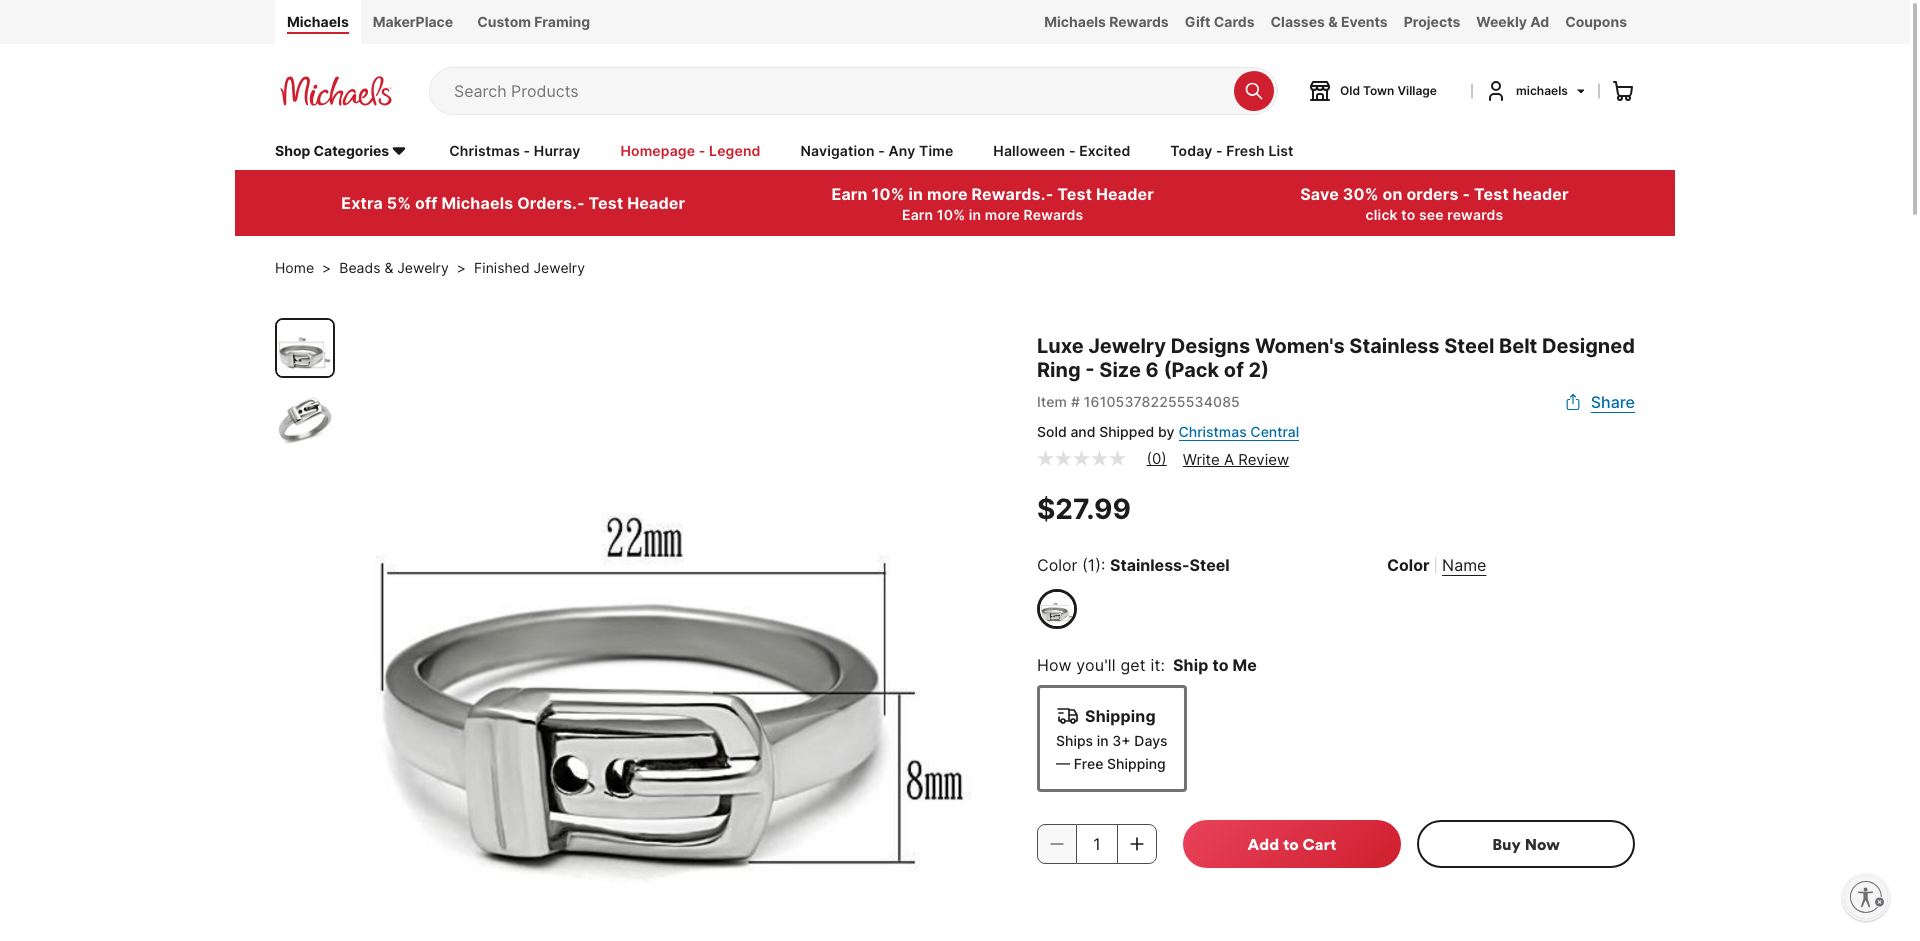 Michaels
MakerPlace
Custom Framing
Michaels Rewards
Gift Cards
Classes & Events
Projects
Weekly Ad
Coupons
Michaels
Search Products
Old Town Village
michaels
Shop Categories
Christmas - Hurray
Homepage - Legend
Navigation - Any Time
Halloween - Excited
Today - Fresh List
Extra 5% off Michaels Orders.- Test Header
Earn 10% in more Rewards.- Test Header
Earn 10% in more Rewards
Save 30% on orders - Test header
click to see rewards
Home > Beads & Jewelry > Finished Jewelry
22mm
8mm
Luxe Jewelry Designs Women's Stainless Steel Belt Designed
Ring - Size 6 (Pack of 2)
Item # 161053782255534085
Share
Sold and Shipped by Christmas Central
(0)
Write A Review
$27.99
Color (1): Stainless-Steel
Color | Name
How you'll get it: Ship to Me
Shipping
Ships in 3+ Days
— Free Shipping
1
Add to Cart
Buy Now